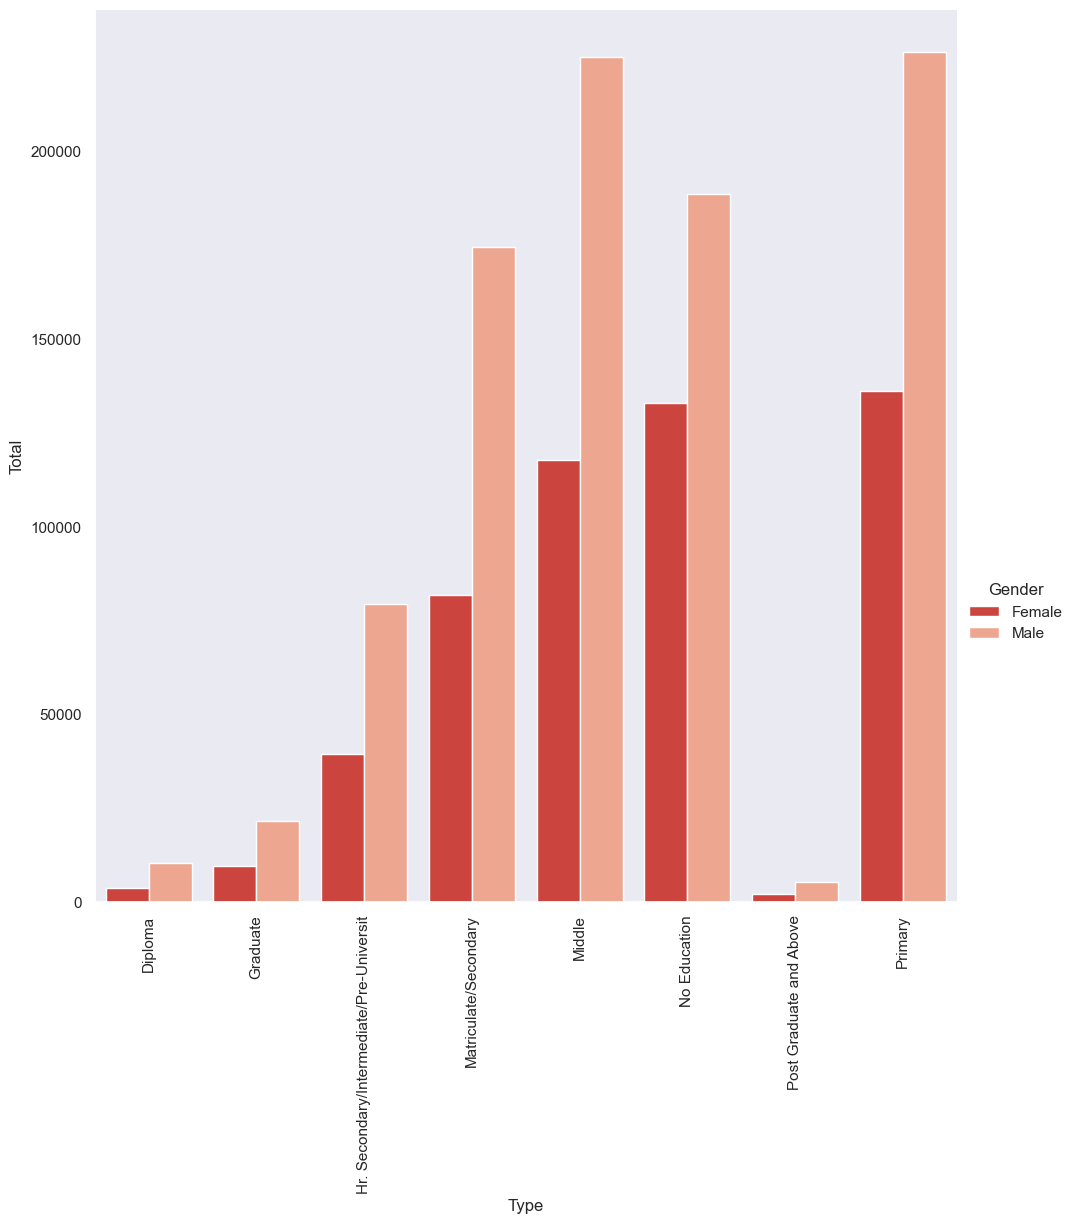 200000
150000
100000
50000
0
Total
Gender
Female
Male
Diploma
Graduate
Hr. Secondary/Intermediate/Pre-Universit
Matriculate/Secondary
Middle
No Education
Post Graduate and Above
Primary
Type